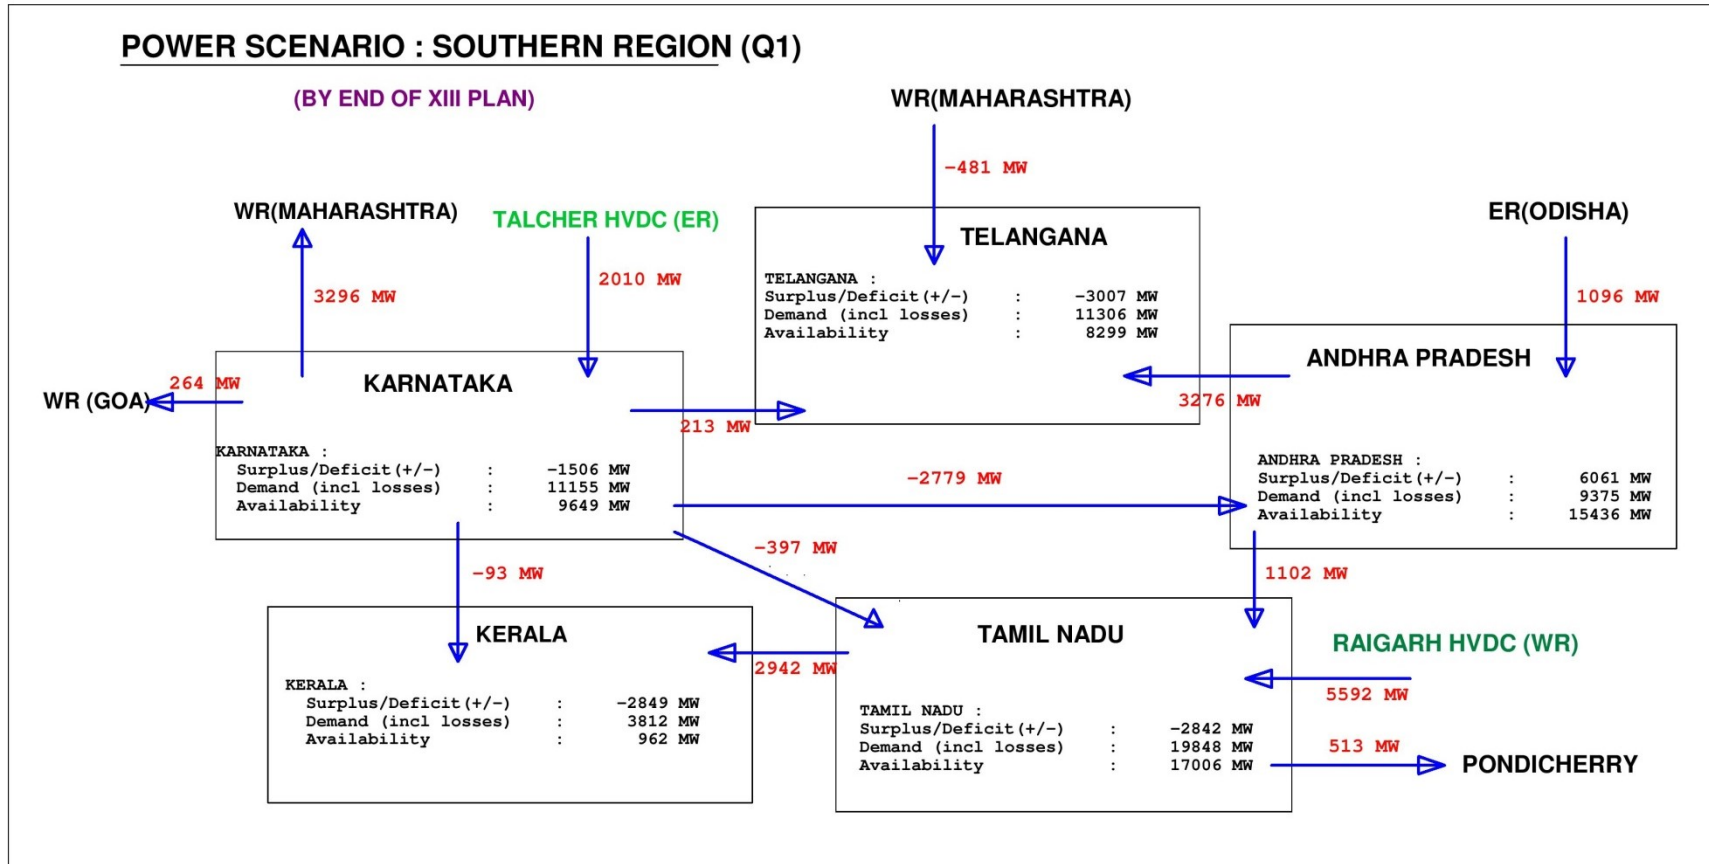 POWER SCENARIO : SOUTHERN REGION (Q1)
(BY END OF XIII PLAN)
WR(MAHARASHTRA)
-481 MW
WR(MAHARASHTRA)
TALCHER HVDC (ER)
ER(ODISHA)
3296 MW
2010 MW
1096 MW
TELANGANA
TELANGANA :
Surplus/Deficit(+/-) : -3007 MW
Demand (incl losses) : 11306 MW
Availability : 8299 MW
WR (GOA)
264 MW
KARNATAKA
213 MW
3276 MW
ANDHRA PRADESH
KARNATAKA :
Surplus/Deficit(+/-) : -1506 MW
Demand (incl losses) : 11155 MW
Availability : 9649 MW
-2779 MW
ANDHRA PRADESH :
Surplus/Deficit(+/-) : 6061 MW
Demand (incl losses) : 9375 MW
Availability : 15436 MW
-93 MW
-397 MW
1102 MW
KERALA
KERALA :
Surplus/Deficit(+/-) : -2849 MW
Demand (incl losses) : 3812 MW
Availability : 962 MW
2942 MW
TAMIL NADU
TAMIL NADU :
Surplus/Deficit(+/-) : -2842 MW
Demand (incl losses) : 19848 MW
Availability : 17006 MW
RAIGARH HVDC (WR)
5592 MW
513 MW
PONDICHERRY